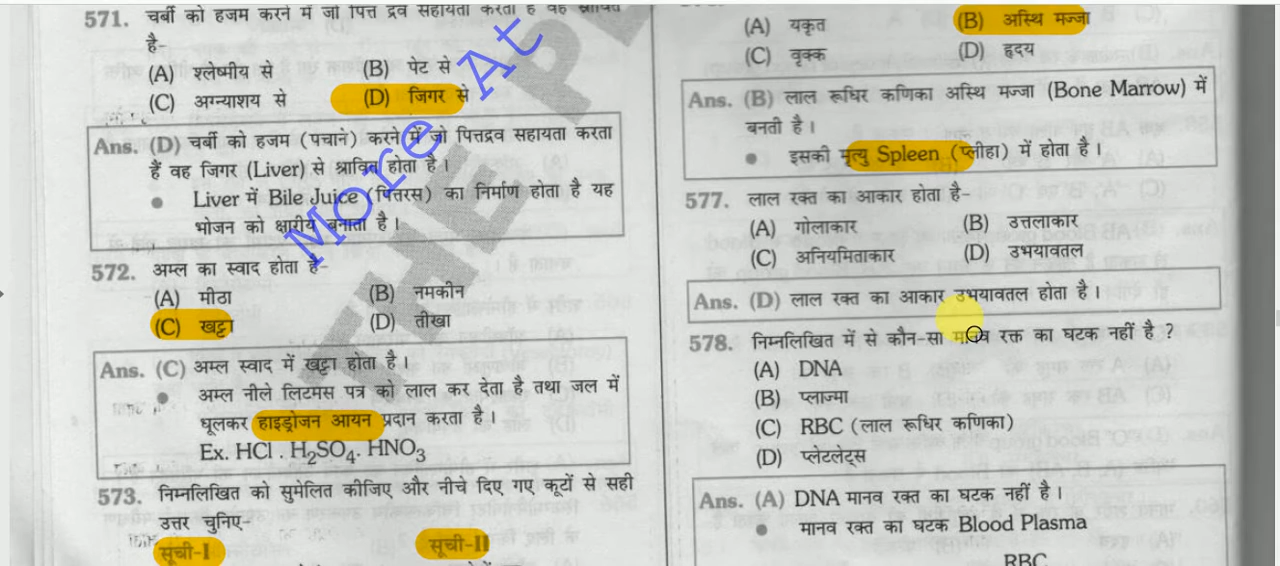 571. चर्बी को हजम करने में जो पित्त द्रव सहायता करता है वह स्रावित
है-
(A) श्लेष्मीय से (B) पेट से
(C) अग्न्याशय से (D) जिगर से
Ans. (D) चर्बी को हजम (पचाने) करने में जो पित्तद्रव सहायता करता
हैं वह जिगर (Liver) से श्रावित होता है।
● Liver में Bile Juice (पित्तरस) का निर्माण होता है यह
भोजन को क्षारीय बनाता है।
572. अम्ल का स्वाद होता है-
(A) मीठा (B) नमकीन
(C) खट्टा (D) तीखा
Ans. (C) अम्ल स्वाद में खट्टा होता है।
● अम्ल नीले लिटमस पत्र को लाल कर देता है तथा जल में
घूलकर हाइड्रोजन आयन प्रदान करता है।
Ex. HCl . H₂SO₄. HNO₃
573. निम्नलिखित को सुमेलित कीजिए और नीचे दिए गए कूटों से सही
उत्तर चुनिए-
सूची-I सूची-II
More At
THE
(A) यकृत (B) अस्थि मज्जा
(C) वृक्क (D) हृदय
Ans. (B) लाल रूधिर कणिका अस्थि मज्जा (Bone Marrow) में
बनती है।
● इसकी मृत्यु Spleen (प्लीहा) में होता है।
577. लाल रक्त का आकार होता है-
(A) गोलाकार (B) उत्तलाकार
(C) अनियमिताकार (D) उभयावतल
Ans. (D) लाल रक्त का आकार उभयावतल होता है।
578. निम्नलिखित में से कौन-सा मानव रक्त का घटक नहीं है ?
(A) DNA
(B) प्लाज्मा
(C) RBC (लाल रूधिर कणिका)
(D) प्लेटलेट्स
Ans. (A) DNA मानव रक्त का घटक नहीं है।
● मानव रक्त का घटक Blood Plasma
RBC